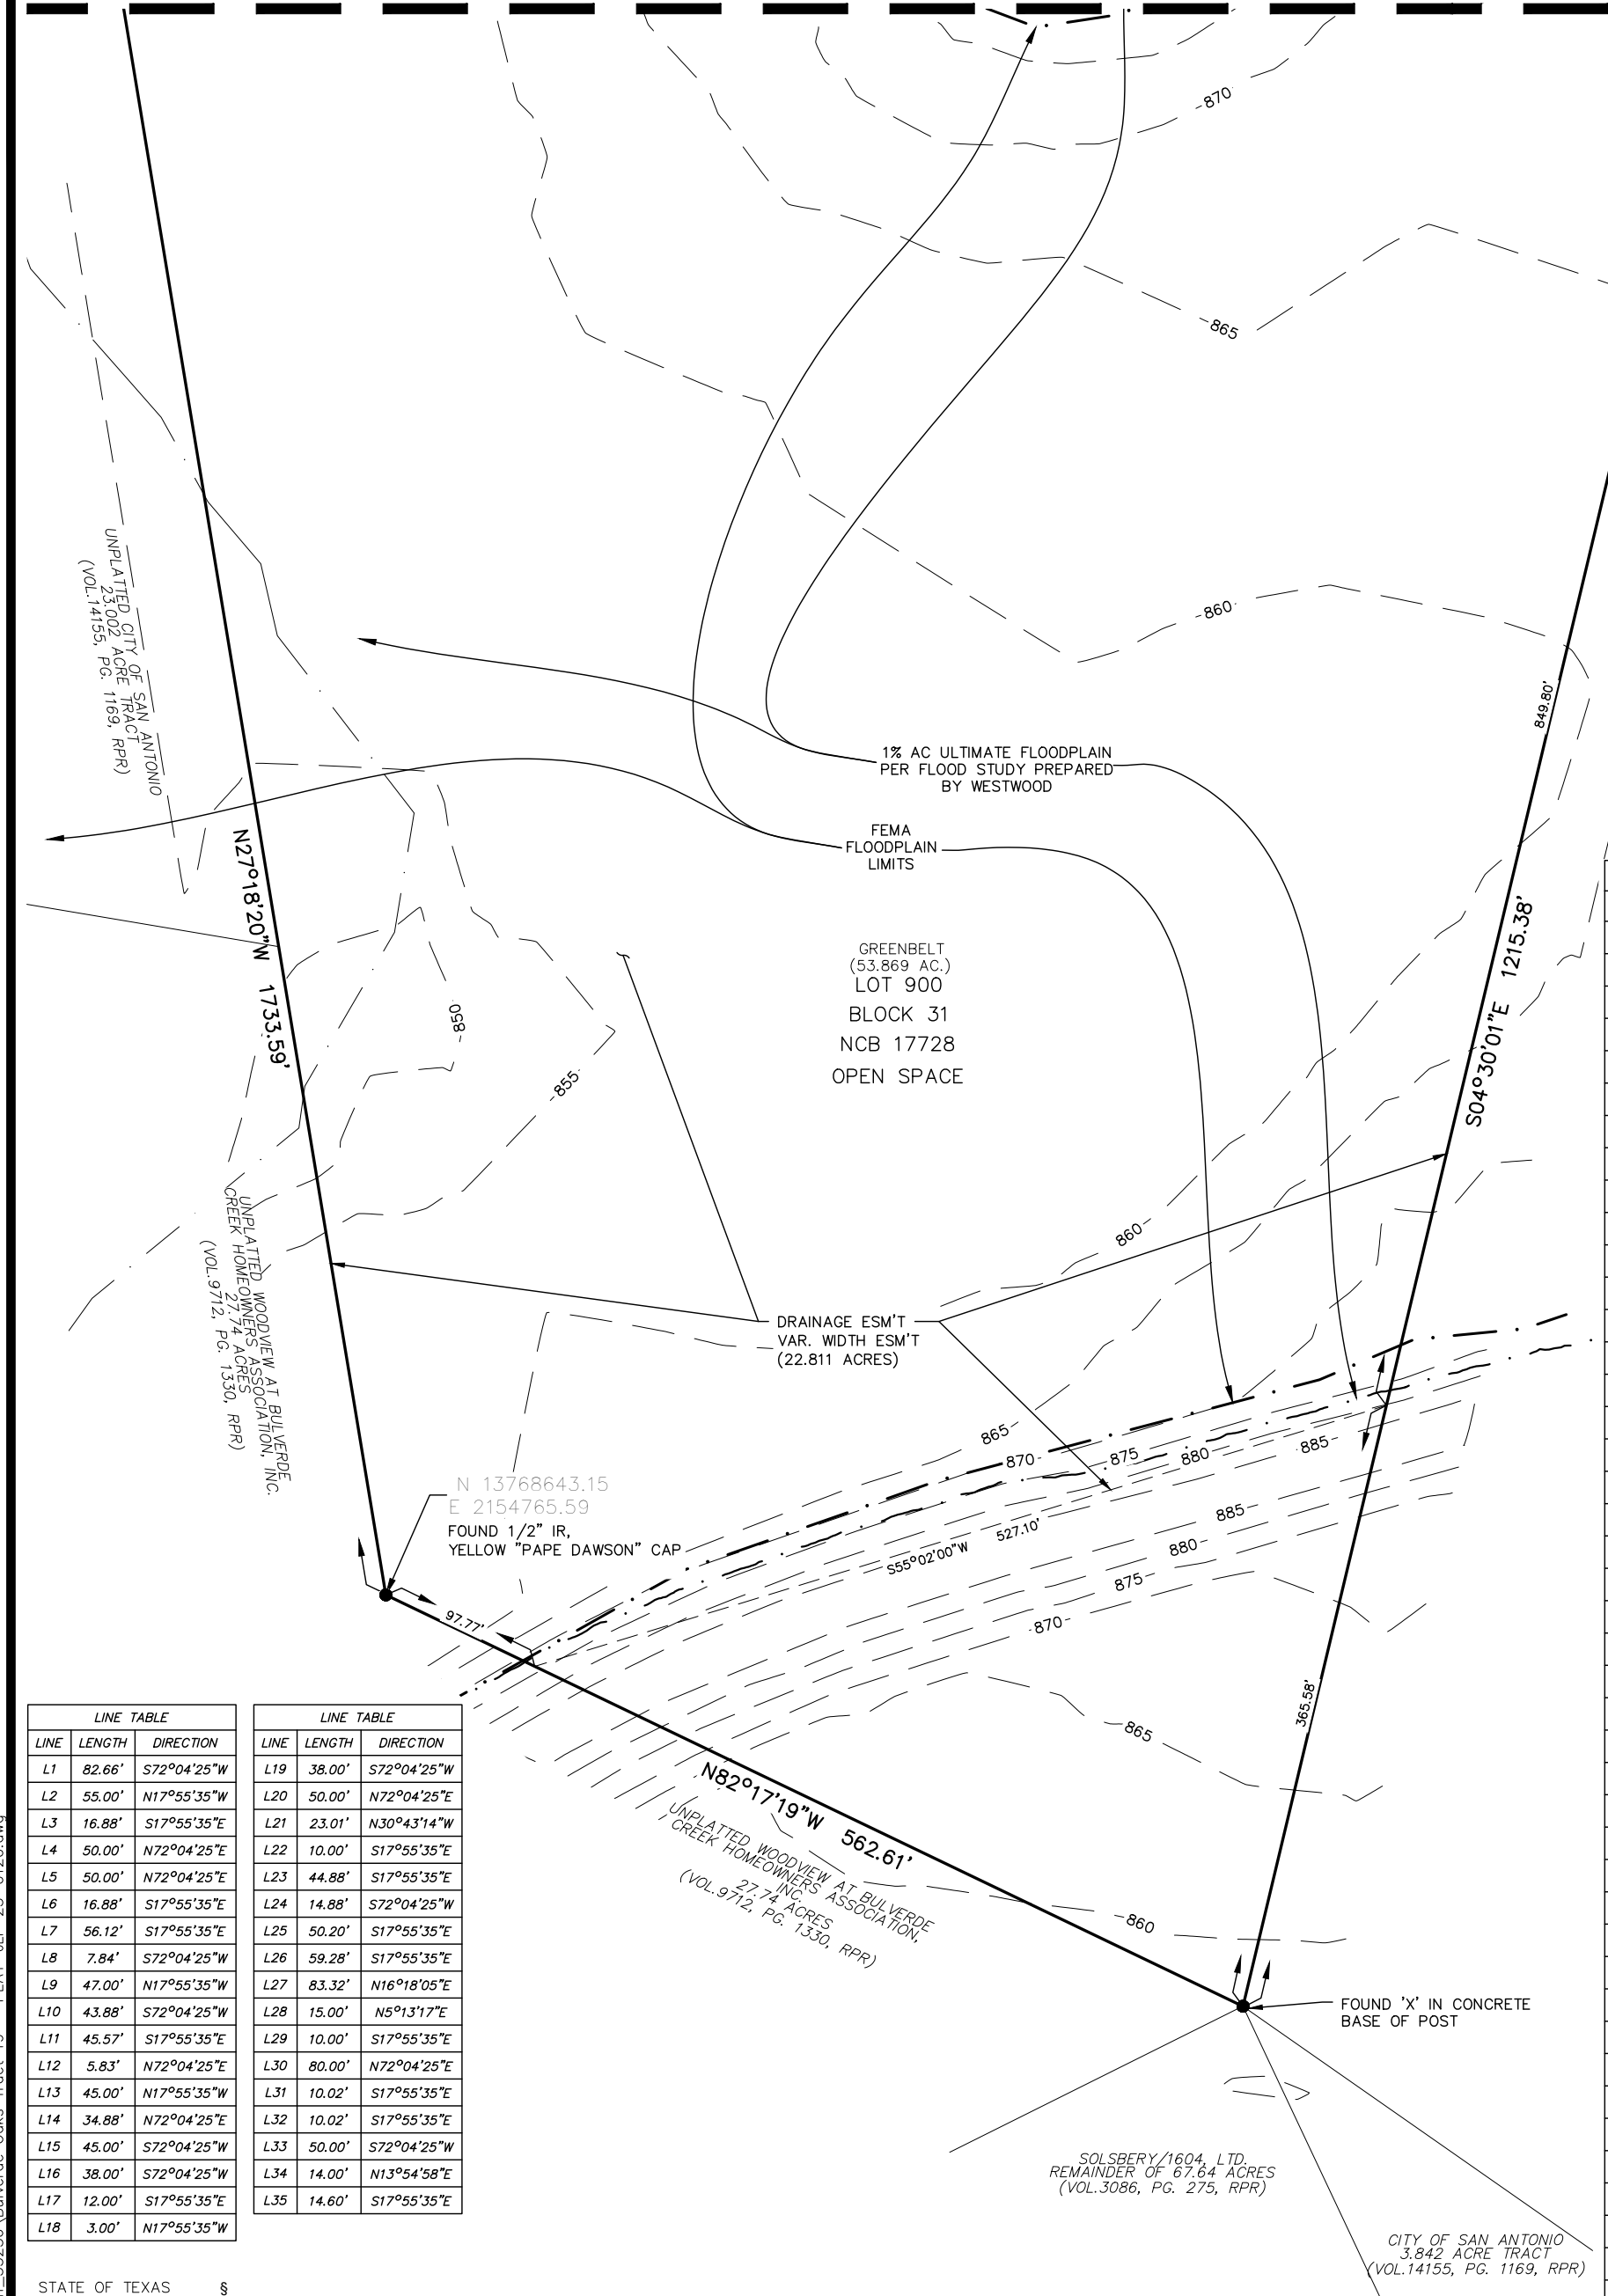 -870-
-865
-860-
UNPLATTED CITY OF SAN ANTONIO
23.002 ACRE TRACT
(VOL.14155, PG. 1169, RPR)
849.80'
1% AC ULTIMATE FLOODPLAIN
PER FLOOD STUDY PREPARED
BY WESTWOOD
FEMA
FLOODPLAIN
LIMITS
N27°18'20"W 1733.59'
S04°30'01"E 1215.38'
GREENBELT
(53.869 AC.)
LOT 900
BLOCK 31
NCB 17728
OPEN SPACE
-850-
-855-
860-
UNPLATTED WOODVIEW AT BULVERDE
CREEK HOMEOWNERS ASSOCIATION, INC.
27.74 ACRES
(VOL.9712, PG. 1330, RPR)
DRAINAGE ESM'T
VAR. WIDTH ESM'T
(22.811 ACRES)
865-
-870-
875
880
-885-
N 13768643.15
E 2154765.59
FOUND 1/2" IR,
YELLOW "PAPE DAWSON" CAP
S55°02'00"W 527.10'
885-
880-
875-
-870-
97.77'
365.58'
-865
N82°17'19"W 562.61'
UNPLATTED WOODVIEW AT BULVERDE
CREEK HOMEOWNERS ASSOCIATION,
INC.
27.74 ACRES
(VOL.9712, PG. 1330, RPR)
-860
FOUND 'X' IN CONCRETE
BASE OF POST
SOLSBERY/1604, LTD.
REMAINDER OF 67.64 ACRES
(VOL.3086, PG. 275, RPR)
CITY OF SAN ANTONIO
3.842 ACRE TRACT
(VOL.14155, PG. 1169, RPR)
LINE TABLE
LINE LENGTH DIRECTION
L1 82.66' S72°04'25"W
L2 55.00' N17°55'35"W
L3 16.88' S17°55'35"E
L4 50.00' N72°04'25"E
L5 50.00' N72°04'25"E
L6 16.88' S17°55'35"E
L7 56.12' S17°55'35"E
L8 7.84' S72°04'25"W
L9 47.00' N17°55'35"W
L10 43.88' S72°04'25"W
L11 45.57' S17°55'35"E
L12 5.83' N72°04'25"E
L13 45.00' N17°55'35"W
L14 34.88' N72°04'25"E
L15 45.00' S72°04'25"W
L16 38.00' S72°04'25"W
L17 12.00' S17°55'35"E
L18 3.00' N17°55'35"W
LINE TABLE
LINE LENGTH DIRECTION
L19 38.00' S72°04'25"W
L20 50.00' N72°04'25"E
L21 23.01' N30°43'14"W
L22 10.00' S17°55'35"E
L23 44.88' S17°55'35"E
L24 14.88' S72°04'25"W
L25 50.20' S17°55'35"E
L26 59.28' S17°55'35"E
L27 83.32' N16°18'05"E
L28 15.00' N5°13'17"E
L29 10.00' S17°55'35"E
L30 80.00' N72°04'25"E
L31 10.02' S17°55'35"E
L32 10.02' S17°55'35"E
L33 50.00' S72°04'25"W
L34 14.00' N13°54'58"E
L35 14.60' S17°55'35"E
STATE OF TEXAS §